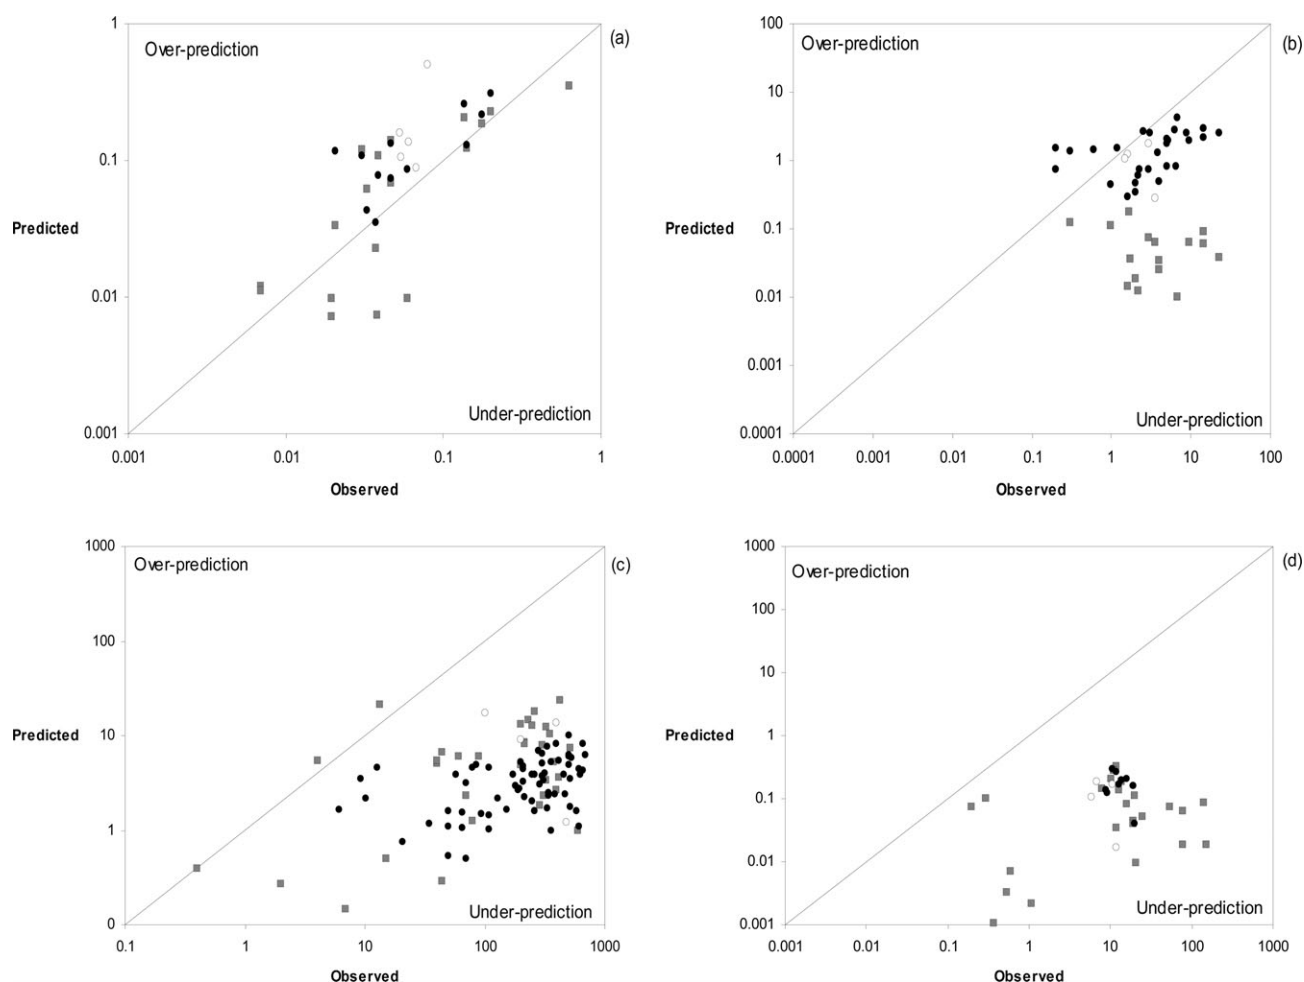 1
(a)
Over-prediction
0.1
Predicted
0.01
Under-prediction
0.001
0.001 0.01 0.1 1
Observed
100
(b)
Over-prediction
10
1
Predicted
0.1
0.01
0.001
Under-prediction
0.0001
0.0001 0.001 0.01 0.1 1 10 100
Observed
1000
(c)
Over-prediction
100
Predicted
10
1
Under-prediction
0
0.1 1 10 100 1000
Observed
1000
(d)
Over-prediction
100
10
Predicted
1
0.1
0.01
Under-prediction
0.001
0.001 0.01 0.1 1 10 100 1000
Observed